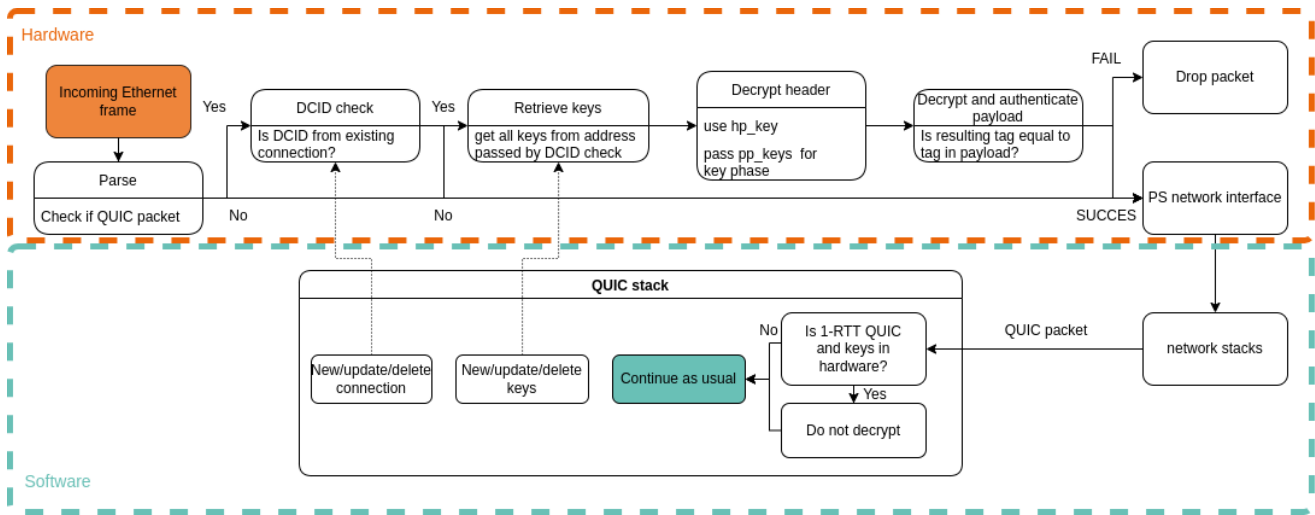 Hardware
Incoming Ethernet
frame
Parse
Check if QUIC packet
Yes
No
DCID check
Is DCID from existing
connection?
Yes
No
Retrieve keys
get all keys from address
passed by DCID check
Decrypt header
use hp_key
pass pp_keys for
key phase
Decrypt and authenticate
payload
Is resulting tag equal to
tag in payload?
FAIL
SUCCES
Drop packet
PS network interface
QUIC stack
New/update/delete
connection
New/update/delete
keys
Continue as usual
No
Is 1-RTT QUIC
and keys in
hardware?
Yes
Do not decrypt
QUIC packet
network stacks
Software